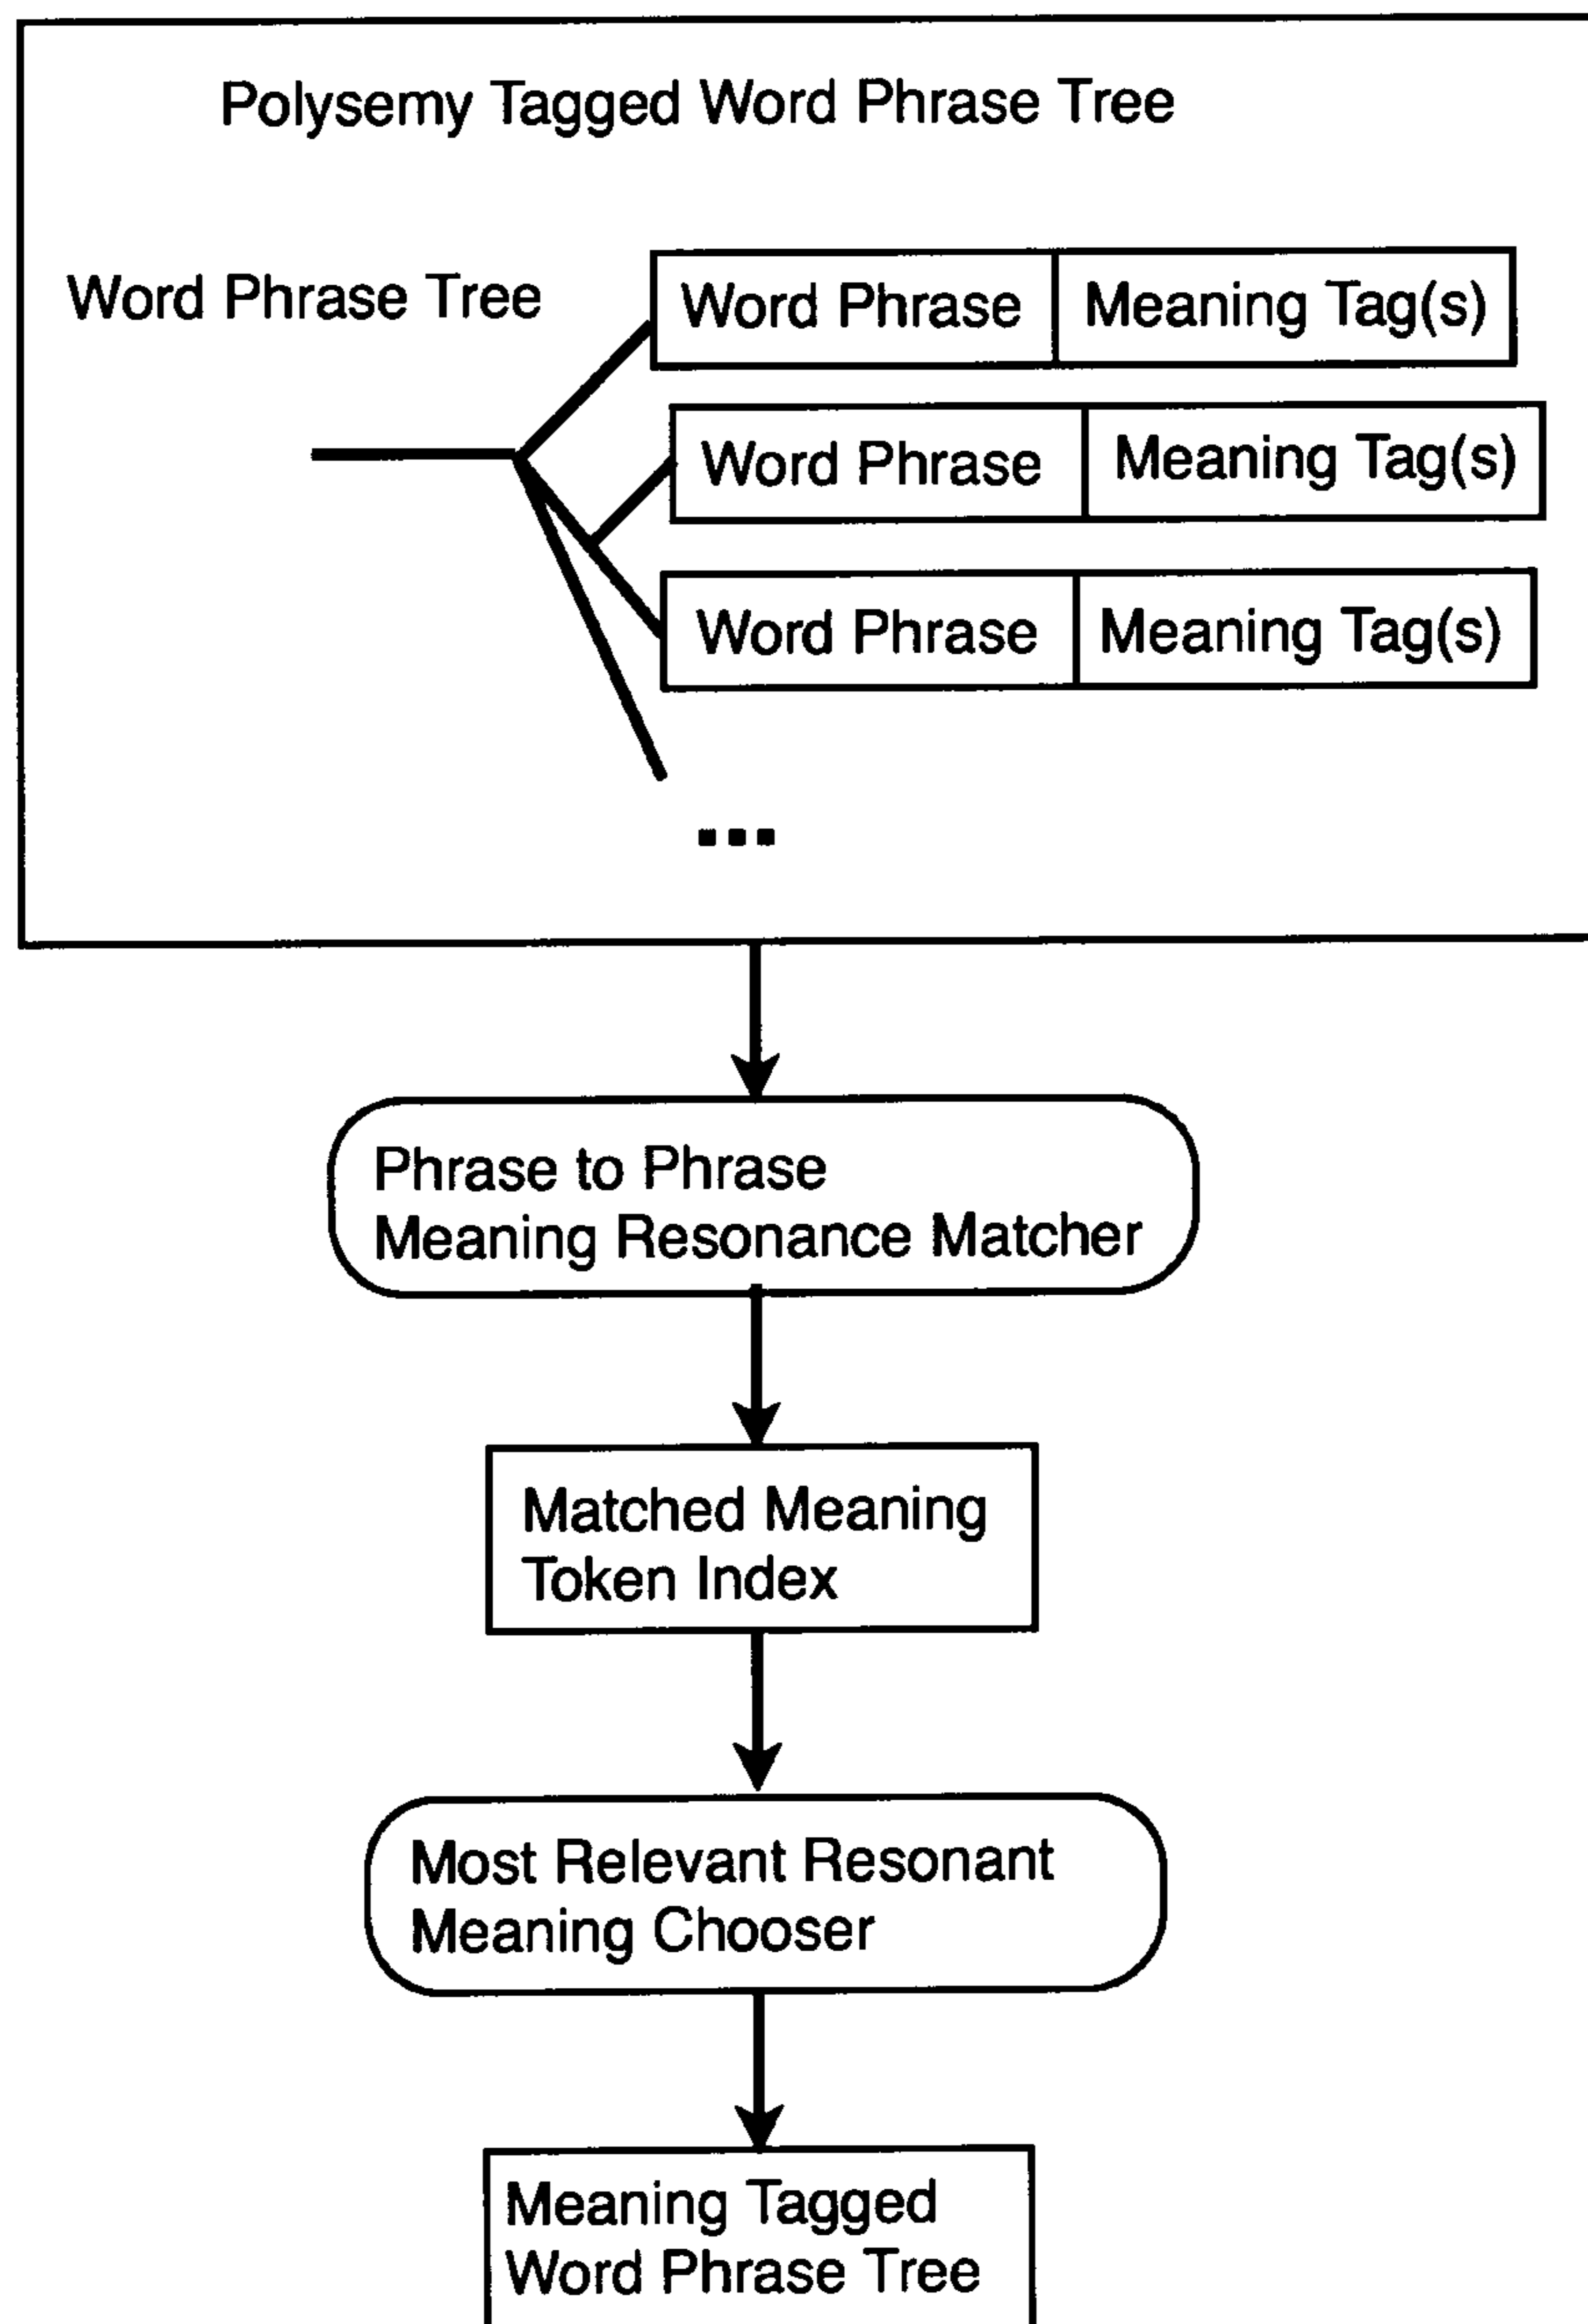 Polysemy Tagged Word Phrase Tree
Word Phrase Tree
Word Phrase Meaning Tag(s)
Word Phrase Meaning Tag(s)
Word Phrase Meaning Tag(s)
...
Phrase to Phrase
Meaning Resonance Matcher
Matched Meaning
Token Index
Most Relevant Resonant
Meaning Chooser
Meaning Tagged
Word Phrase Tree